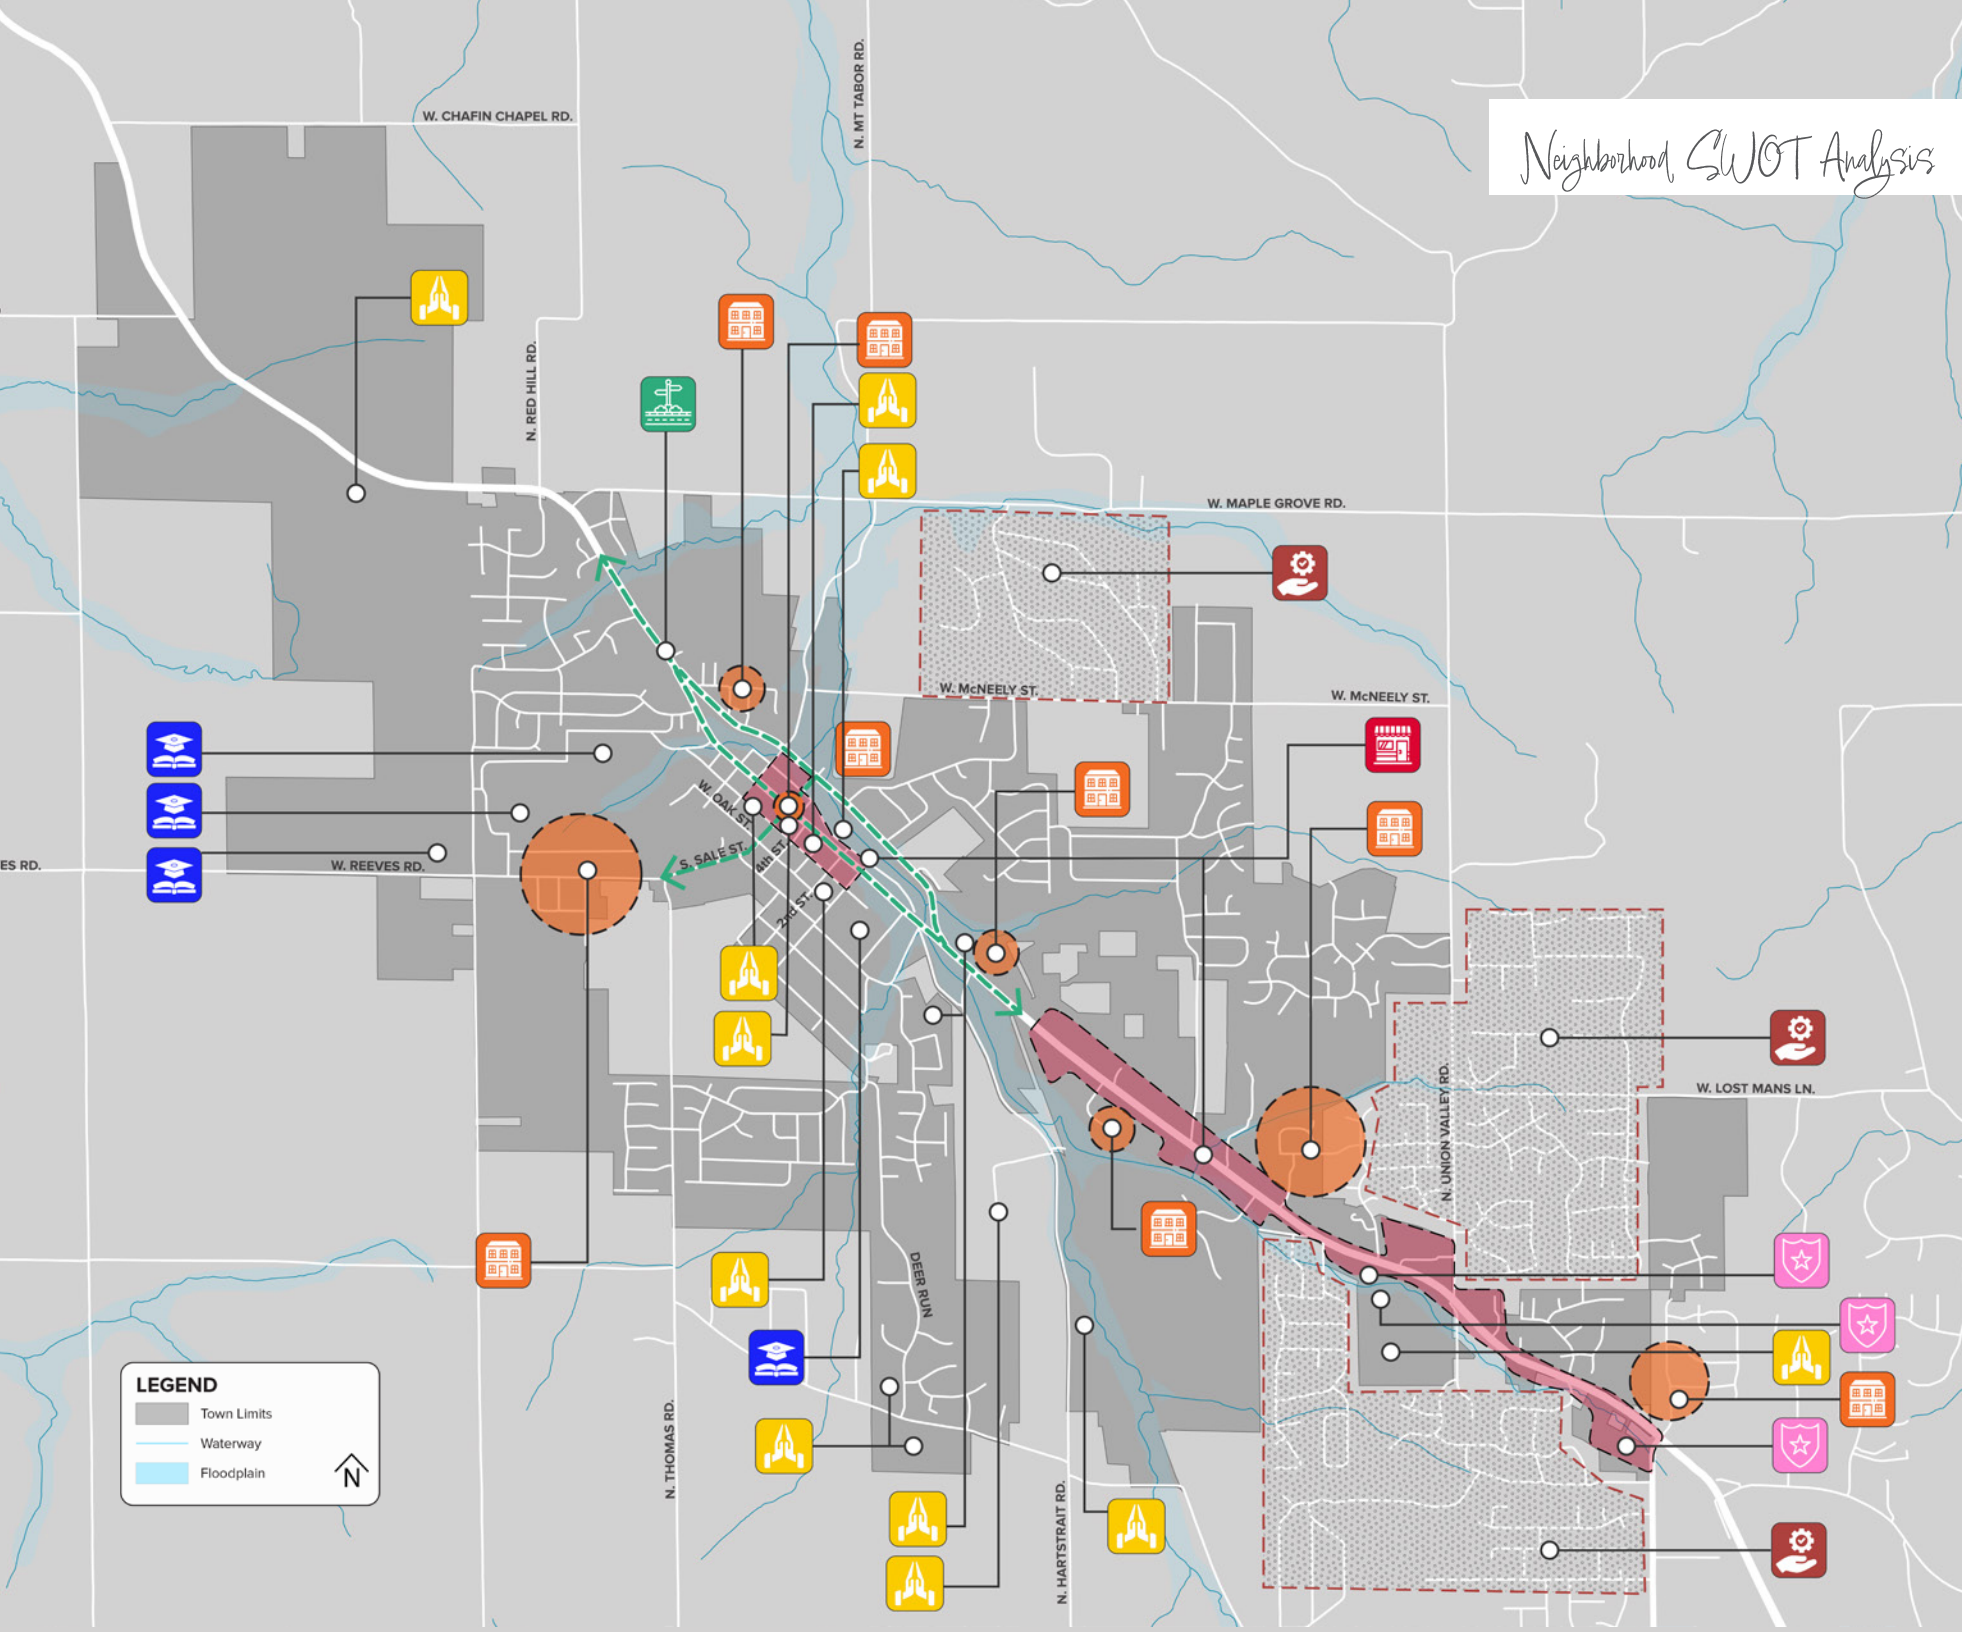 N. MT TABOR RD.
W. CHAFIN CHAPEL RD.
Neighborhood SWOT Analysis
N. RED HILL RD.
W. MAPLE GROVE RD.
W. McNEELY ST.
W. McNEELY ST.
W. OAK ST.
S. SALE ST.
4th ST.
2nd ST.
ES RD.
W. REEVES RD.
N. UNION VALLEY RD.
W. LOST MANS LN.
DEER RUN
N. THOMAS RD.
N. HARTSTRAIT RD.
LEGEND
Town Limits
Waterway
Floodplain
N